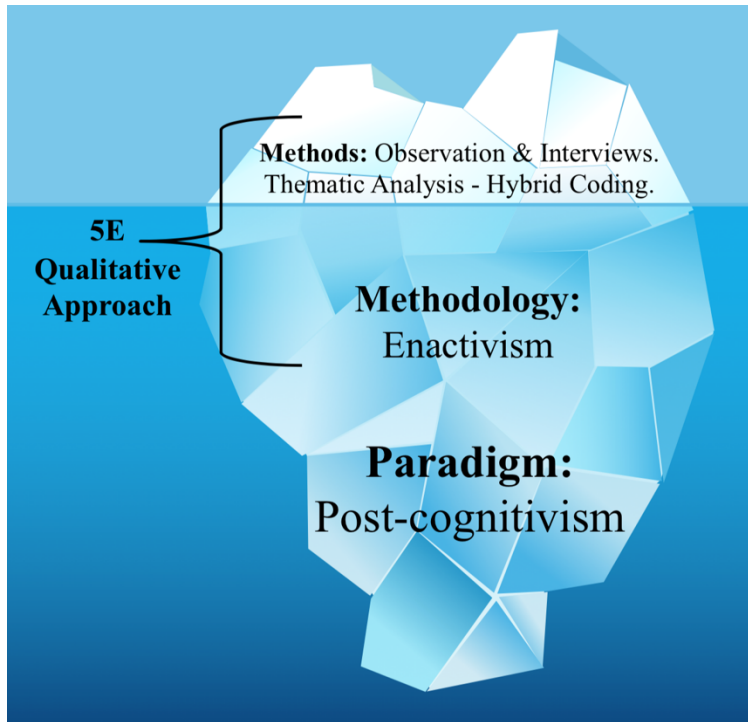 Methods: Observation & Interviews.
Thematic Analysis - Hybrid Coding.
5E
Qualitative
Approach
Methodology:
Enactivism
Paradigm:
Post-cognitivism